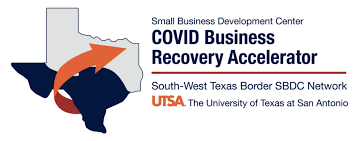 Small Business Development Center
COVID Business
Recovery Accelerator
South-West Texas Border SBDC Network
UTSA. The University of Texas at San Antonio